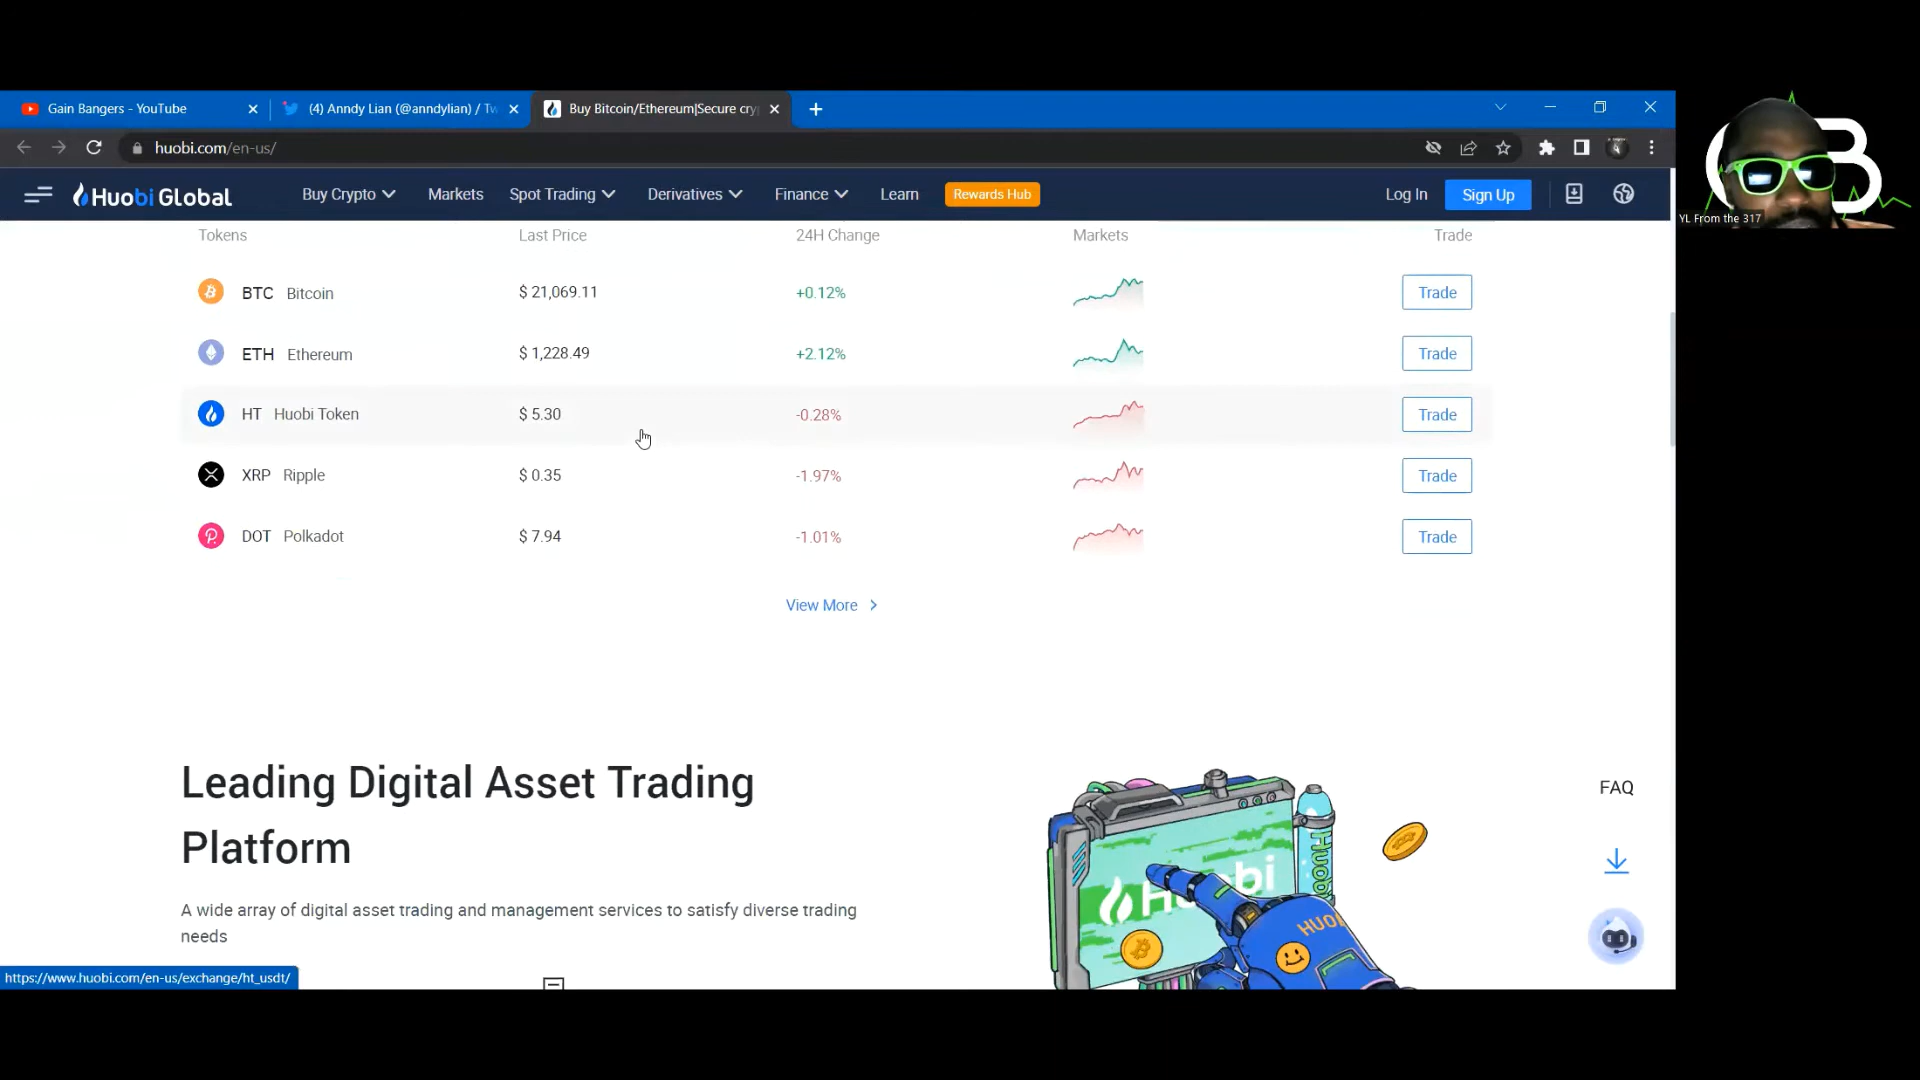 Gain Bangers - YouTube
(4) Anndy Lian (@anndylian) / Tw
Buy Bitcoin/Ethereum|Secure cry
huobi.com/en-us/
Huobi Global
Buy Crypto
Markets
Spot Trading
Derivatives
Finance
Learn
Rewards Hub
Log In
Sign Up
YL From the 317
Tokens Last Price 24H Change Markets Trade
BTC Bitcoin $ 21,069.11 +0.12% Trade
ETH Ethereum $ 1,228.49 +2.12% Trade
HT Huobi Token $ 5.30 -0.28% Trade
XRP Ripple $ 0.35 -1.97% Trade
DOT Polkadot $ 7.94 -1.01% Trade
View More
Leading Digital Asset Trading
Platform
A wide array of digital asset trading and management services to satisfy diverse trading
needs
FAQ
Huobi
HUOBI
https://www.huobi.com/en-us/exchange/ht_usdt/